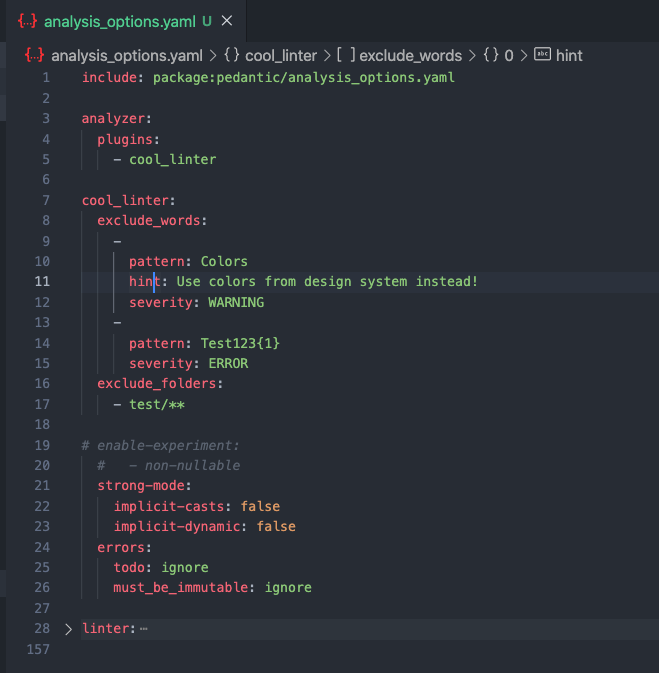 {..} analysis_options.yaml U ×
{..} analysis_options.yaml > {} cool_linter > [ ] exclude_words > {} 0 > abc hint
1 include: package:pedantic/analysis_options.yaml
2
3 analyzer:
4   plugins:
5     - cool_linter
6
7 cool_linter:
8   exclude_words:
9     -
10       pattern: Colors
11       hint: Use colors from design system instead!
12       severity: WARNING
13     -
14       pattern: Test123{1}
15       severity: ERROR
16   exclude_folders:
17     - test/**
18
19 # enable-experiment:
20   #   - non-nullable
21   strong-mode:
22     implicit-casts: false
23     implicit-dynamic: false
24   errors:
25     todo: ignore
26     must_be_immutable: ignore
27
28 > linter: ⋯
157